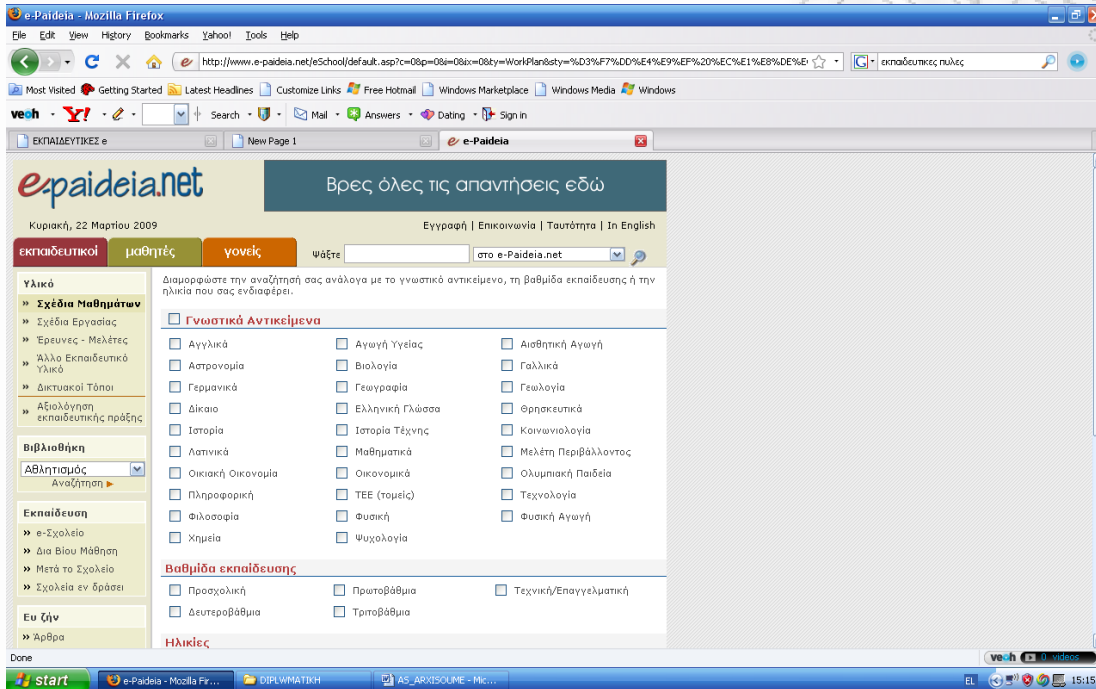 e-Paideia - Mozilla Firefox
File Edit View History Bookmarks Yahoo! Tools Help
http://www.e-paideia.net/eSchool/default.asp?c=0&p=0&i=0&ix=0&ty=WorkPlan&sty=%D3%F7%DD%E4%E9%EF%20%EC%E1%E8%DE%E
εκπαιδευτικες πυλες
Most Visited Getting Started Latest Headlines Customize Links Free Hotmail Windows Marketplace Windows Media Windows
veoh Y! Search Mail Answers Dating Sign in
ΕΚΠΑΙΔΕΥΤΙΚΕΣ e New Page 1 e-Paideia
e-paideia.net
Βρες όλες τις απαντήσεις εδώ
Κυριακή, 22 Μαρτίου 2009
Εγγραφή | Επικοινωνία | Ταυτότητα | In English
εκπαιδευτικοί μαθητές γονείς
Ψάξτε στο e-Paideia.net
Υλικό
» Σχέδια Μαθημάτων
» Σχέδια Εργασίας
» Έρευνες - Μελέτες
» Άλλο Εκπαιδευτικό
Υλικό
» Δικτυακοί Τόποι
» Αξιολόγηση
εκπαιδευτικής πράξης
Βιβλιοθήκη
Αθλητισμός
Αναζήτηση
Εκπαίδευση
» e-Σχολείο
» Δια Βίου Μάθηση
» Μετά το Σχολείο
» Σχολεία εν δράσει
Ευ ζήν
» Άρθρα
Διαμορφώστε την αναζήτησή σας ανάλογα με το γνωστικό αντικείμενο, τη βαθμίδα εκπαίδευσης ή την
ηλικία που σας ενδιαφέρει.
Γνωστικά Αντικείμενα
Αγγλικά Αγωγή Υγείας Αισθητική Αγωγή
Αστρονομία Βιολογία Γαλλικά
Γερμανικά Γεωγραφία Γεωλογία
Δίκαιο Ελληνική Γλώσσα Θρησκευτικά
Ιστορία Ιστορία Τέχνης Κοινωνιολογία
Λατινικά Μαθηματικά Μελέτη Περιβάλλοντος
Οικιακή Οικονομία Οικονομικά Ολυμπιακή Παιδεία
Πληροφορική ΤΕΕ (τομείς) Τεχνολογία
Φιλοσοφία Φυσική Φυσική Αγωγή
Χημεία Ψυχολογία
Βαθμίδα εκπαίδευσης
Προσχολική Πρωτοβάθμια Τεχνική/Επαγγελματική
Δευτεροβάθμια Τριτοβάθμια
Ηλικίες
Done
veoh 0 videos
start e-Paideia - Mozilla Fir... DIPLWMATIKH AS_ARXISOUME - Mic... EL 15:15